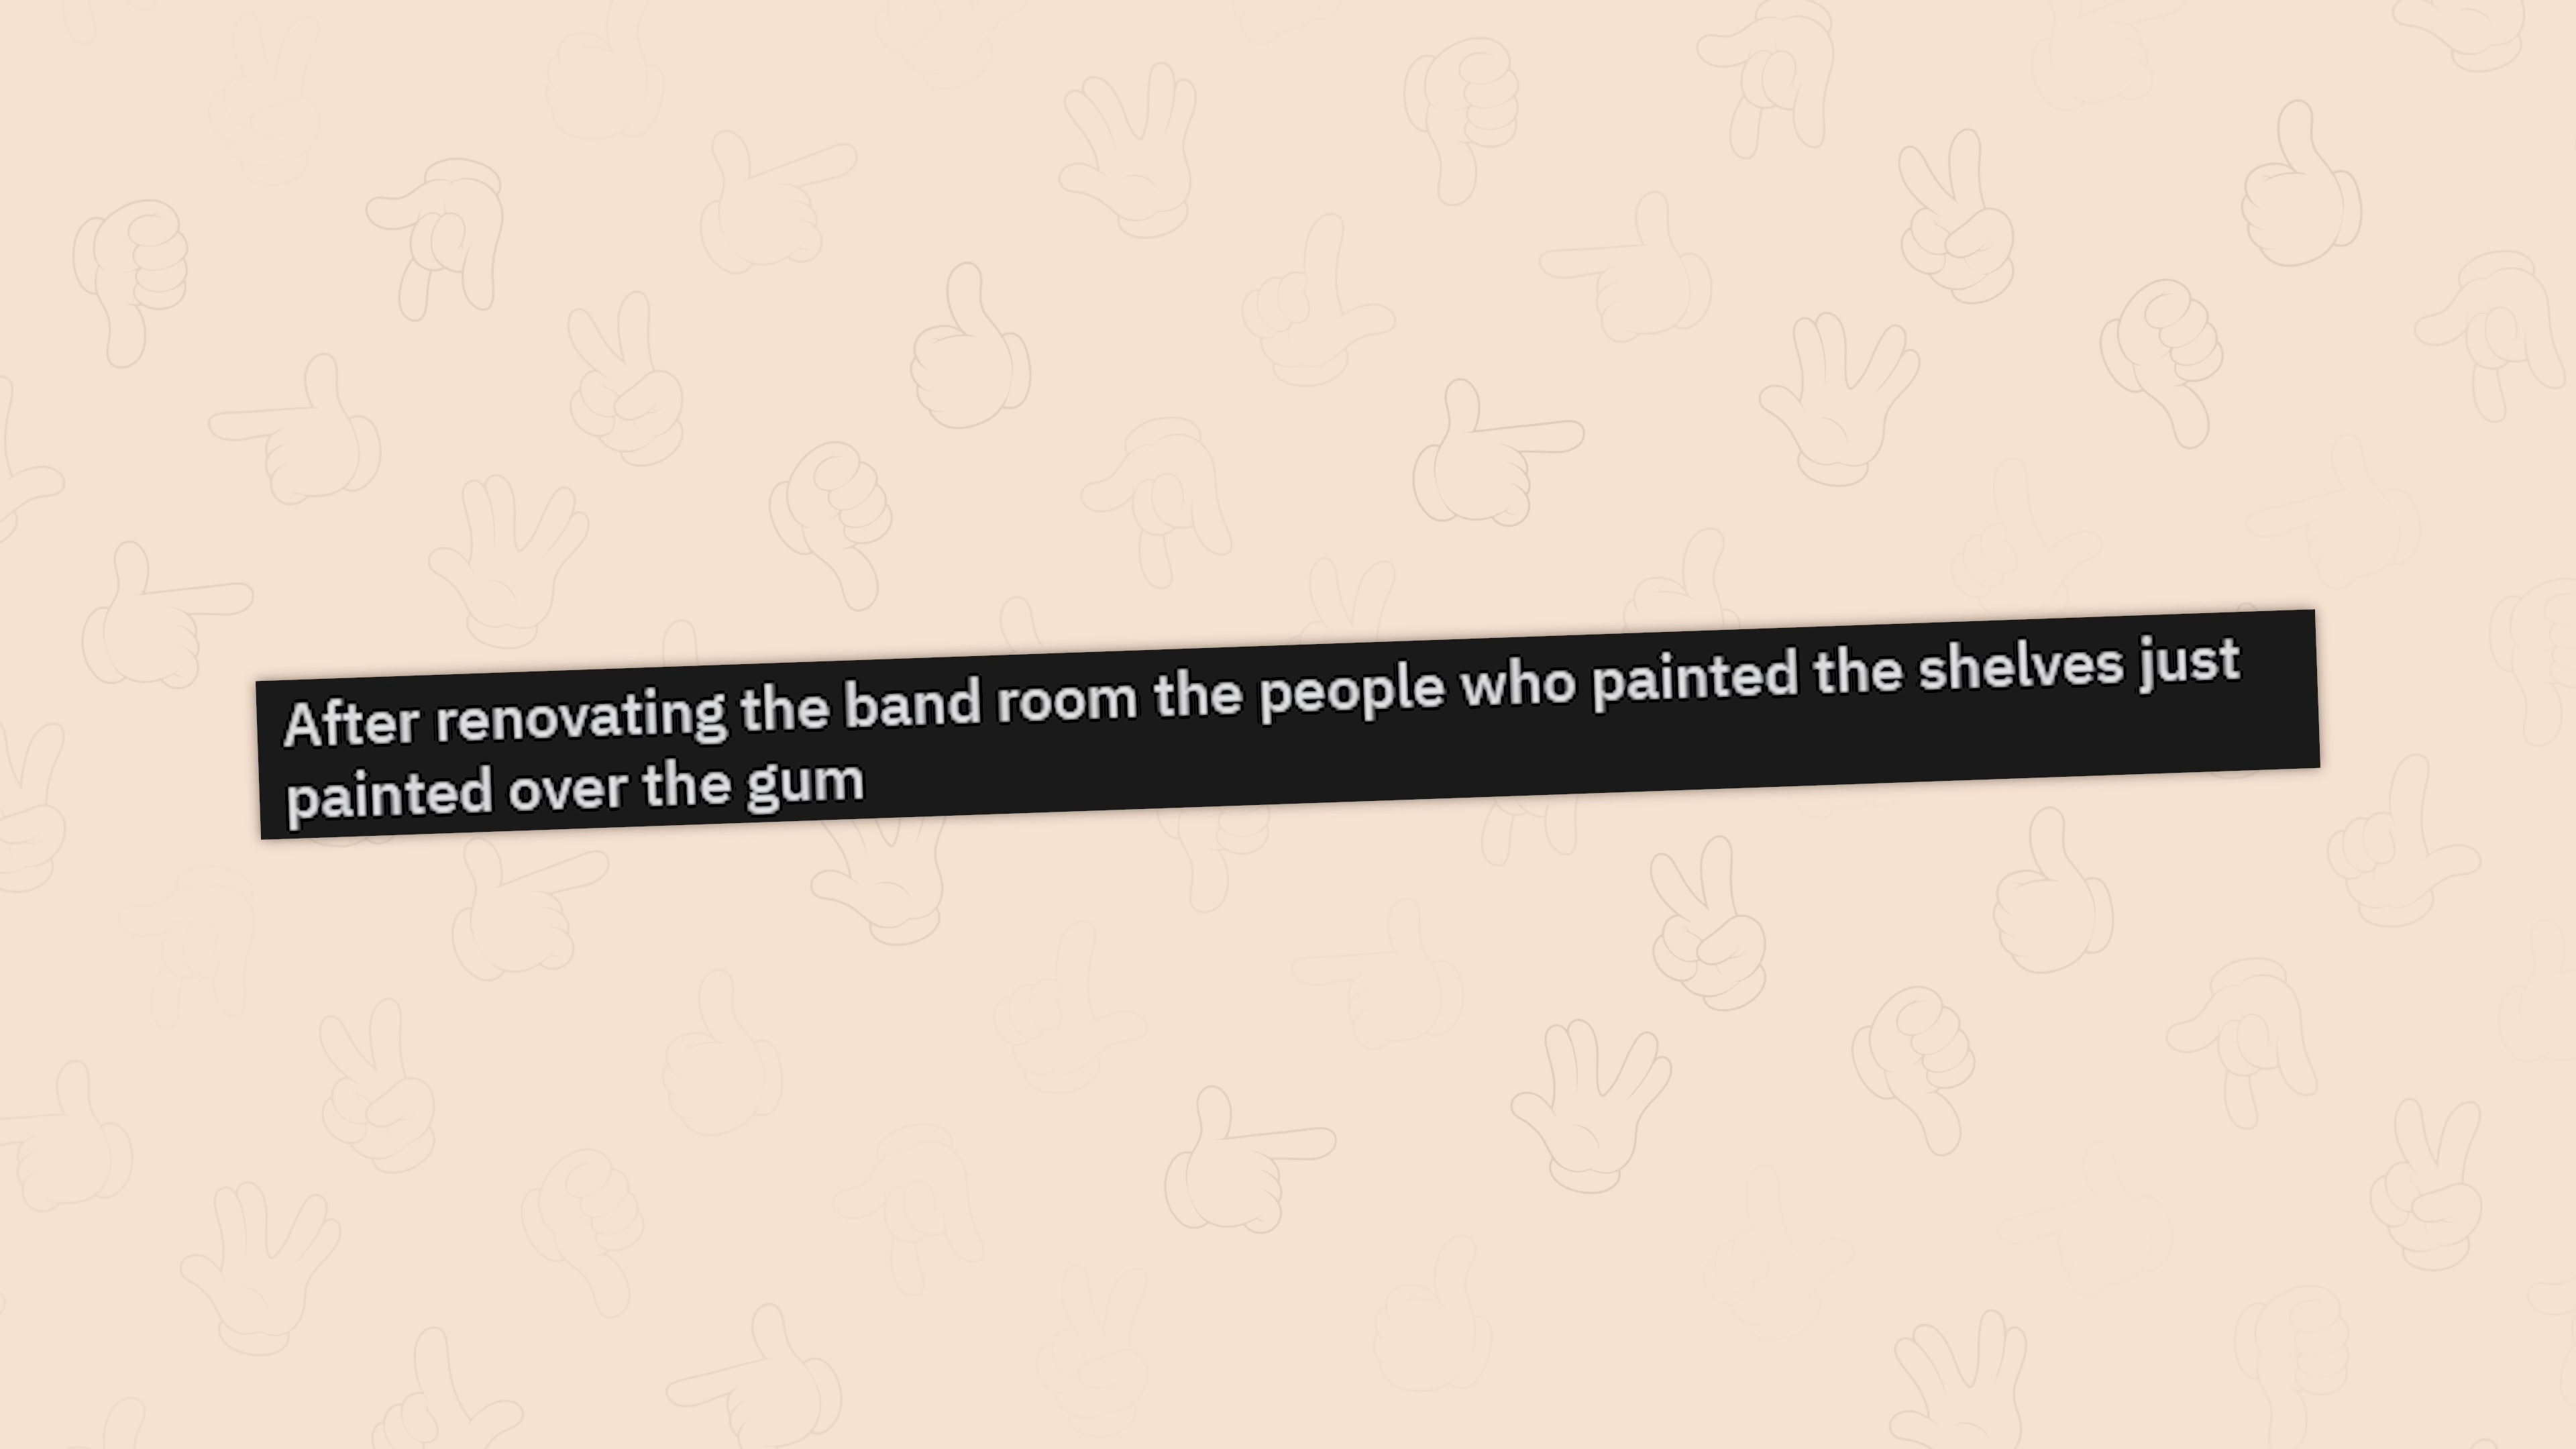 After renovating the band room the people who painted the shelves just
painted over the gum